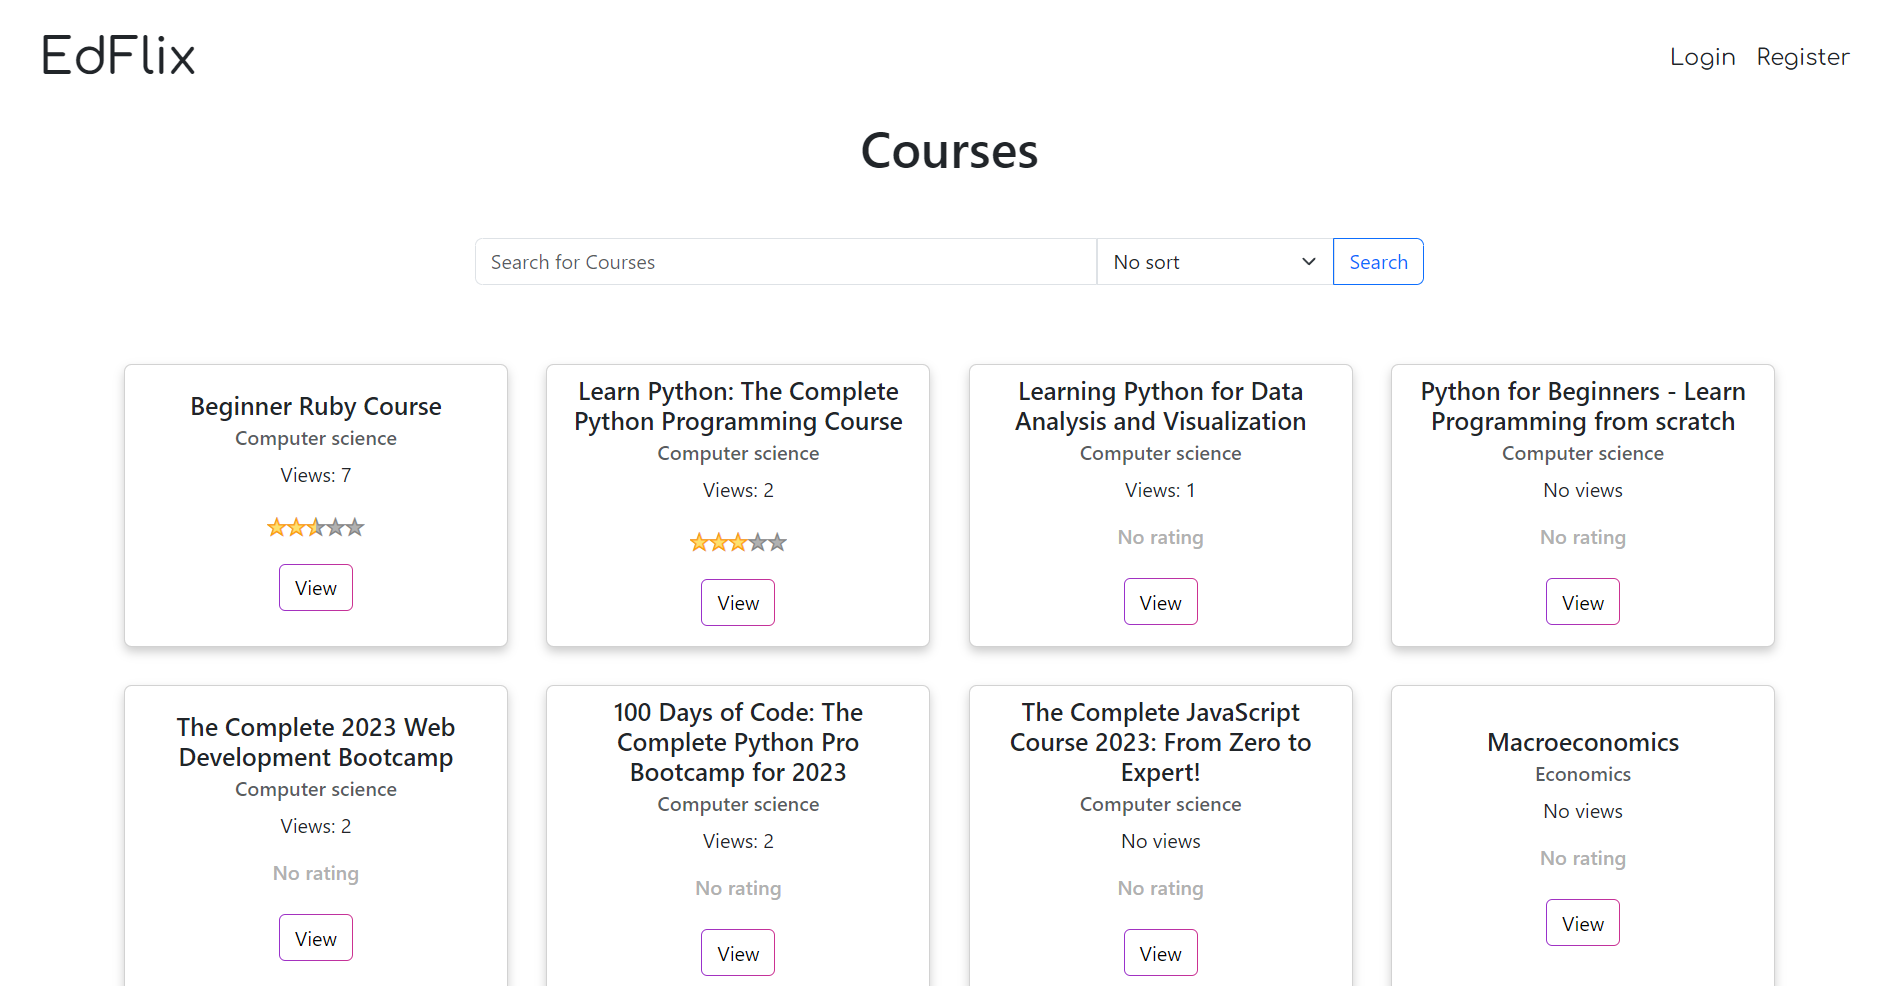 EdFlix
Login Register
Courses
Search for Courses
No sort
Search
Beginner Ruby Course
Computer science
Views: 7
View
Learn Python: The Complete
Python Programming Course
Computer science
Views: 2
View
Learning Python for Data
Analysis and Visualization
Computer science
Views: 1
No rating
View
Python for Beginners - Learn
Programming from scratch
Computer science
No views
No rating
View
The Complete 2023 Web
Development Bootcamp
Computer science
Views: 2
No rating
View
100 Days of Code: The
Complete Python Pro
Bootcamp for 2023
Computer science
Views: 2
No rating
View
The Complete JavaScript
Course 2023: From Zero to
Expert!
Computer science
No views
No rating
View
Macroeconomics
Economics
No views
No rating
View